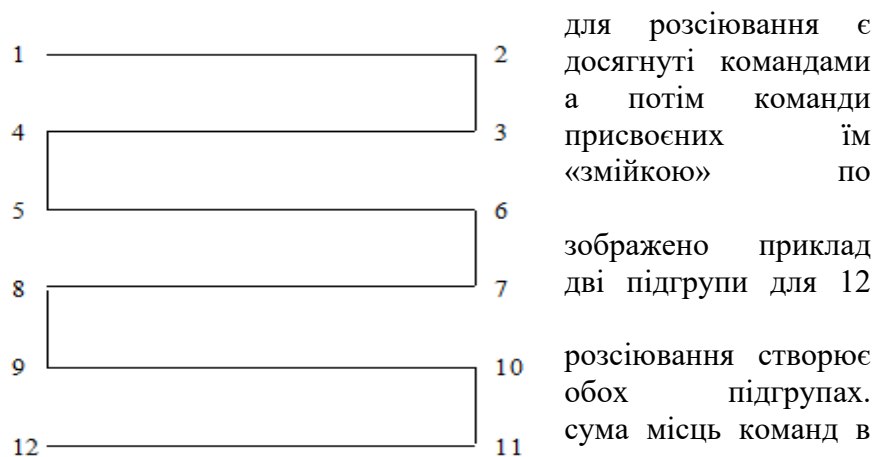 для розсіювання є
1 2
досягнуті командами
а потім команди
4 3
присвоєних їм
«змійкою» по
5 6
зображено приклад
8 7
дві підгрупи для 12
розсіювання створює
9 10
обох підгрупах.
сума місць команд в
12 11